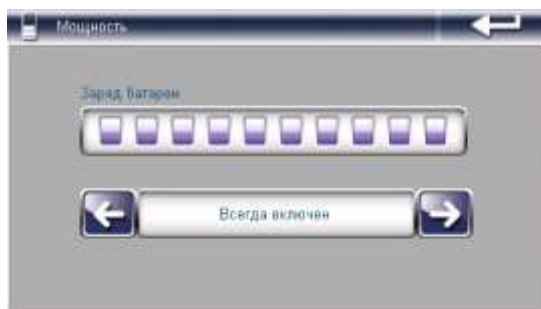 Мощность
Заряд батареи
Всегда включен